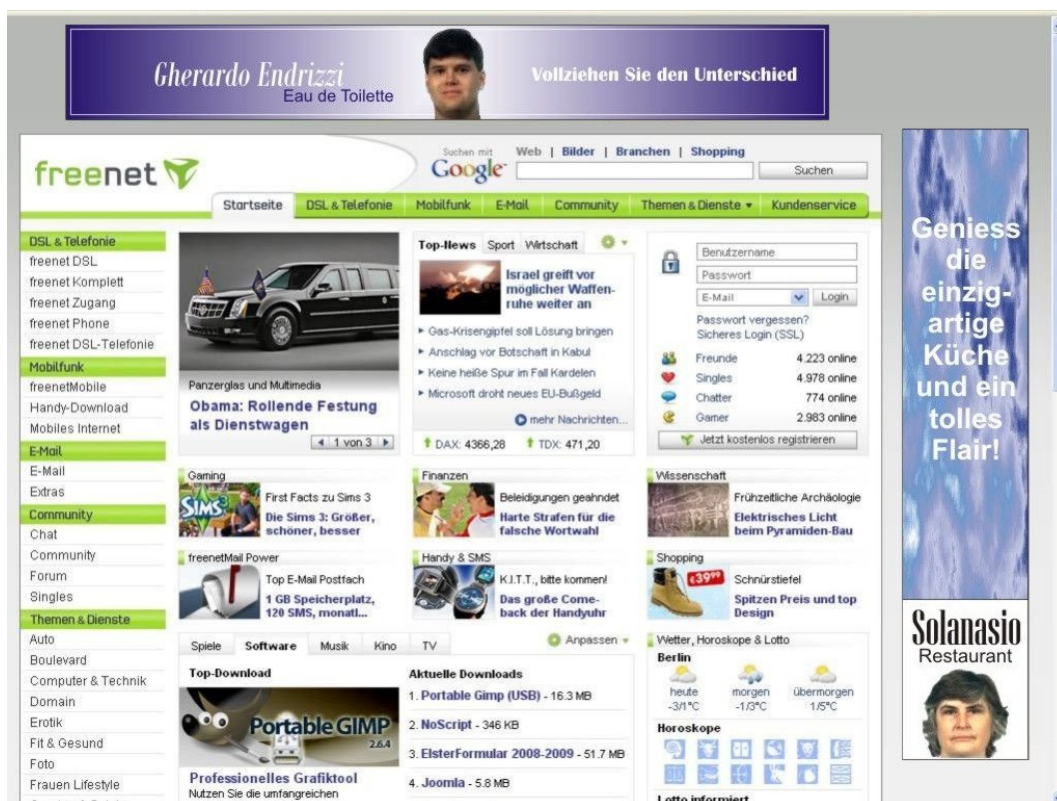 Gherardo Endrizzi
Eau de Toilette
Vollziehen Sie den Unterschied
freenet
Suchen mit
Google
Web | Bilder | Branchen | Shopping
Suchen
Startseite
DSL & Telefonie
Mobilfunk
E-Mail
Community
Themen & Dienste
Kundenservice
DSL & Telefonie
freenet DSL
freenet Komplett
freenet Zugang
freenet Phone
freenet DSL-Telefonie
Mobilfunk
freenetMobile
Handy-Download
Mobiles Internet
E-Mail
E-Mail
Extras
Community
Chat
Community
Forum
Singles
Themen & Dienste
Auto
Boulevard
Computer & Technik
Domain
Erotik
Fit & Gesund
Foto
Frauen Lifestyle
Panzerglas und Multimedia
Obama: Rollende Festung
als Dienstwagen
1 von 3
Top-News Sport Wirtschaft
Israel greift vor
möglicher Waffen-
ruhe weiter an
Gas-Krisengipfel soll Lösung bringen
Anschlag vor Botschaft in Kabul
Keine heiße Spur im Fall Kardelen
Microsoft droht neues EU-Bußgeld
mehr Nachrichten...
DAX: 4366,28 TDX: 471,20
Benutzername
Passwort
E-Mail
Login
Passwort vergessen?
Sicheres Login (SSL)
Freunde 4.223 online
Singles 4.978 online
Chatter 774 online
Gamer 2.983 online
Jetzt kostenlos registrieren
Gaming
SIMS 3
First Facts zu Sims 3
Die Sims 3: Größer,
schöner, besser
Finanzen
Beleidigungen geahndet
Harte Strafen für die
falsche Wortwahl
Wissenschaft
Frühzeitliche Archäologie
Elektrisches Licht
beim Pyramiden-Bau
freenetMail Power
Top E-Mail Postfach
1 GB Speicherplatz,
120 SMS, monatl...
Handy & SMS
K.I.T.T., bitte kommen!
Das große Come-
back der Handyuhr
Shopping
€39⁹⁹
Schnürstiefel
Spitzen Preis und top
Design
Spiele Software Musik Kino TV
Anpassen
Top-Download
Portable GIMP
2.6.4
Professionelles Grafiktool
Nutzen Sie die umfangreichen
Aktuelle Downloads
1. Portable Gimp (USB) - 16.3 MB
2. NoScript - 346 KB
3. ElsterFormular 2008-2009 - 51.7 MB
4. Joomla - 5.8 MB
Wetter, Horoskope & Lotto
Berlin
heute morgen übermorgen
-3/1°C -1/3°C 1/5°C
Horoskope
Lotto informiert
Geniess
die
einzig-
artige
Küche
und ein
tolles
Flair!
Solanasio
Restaurant